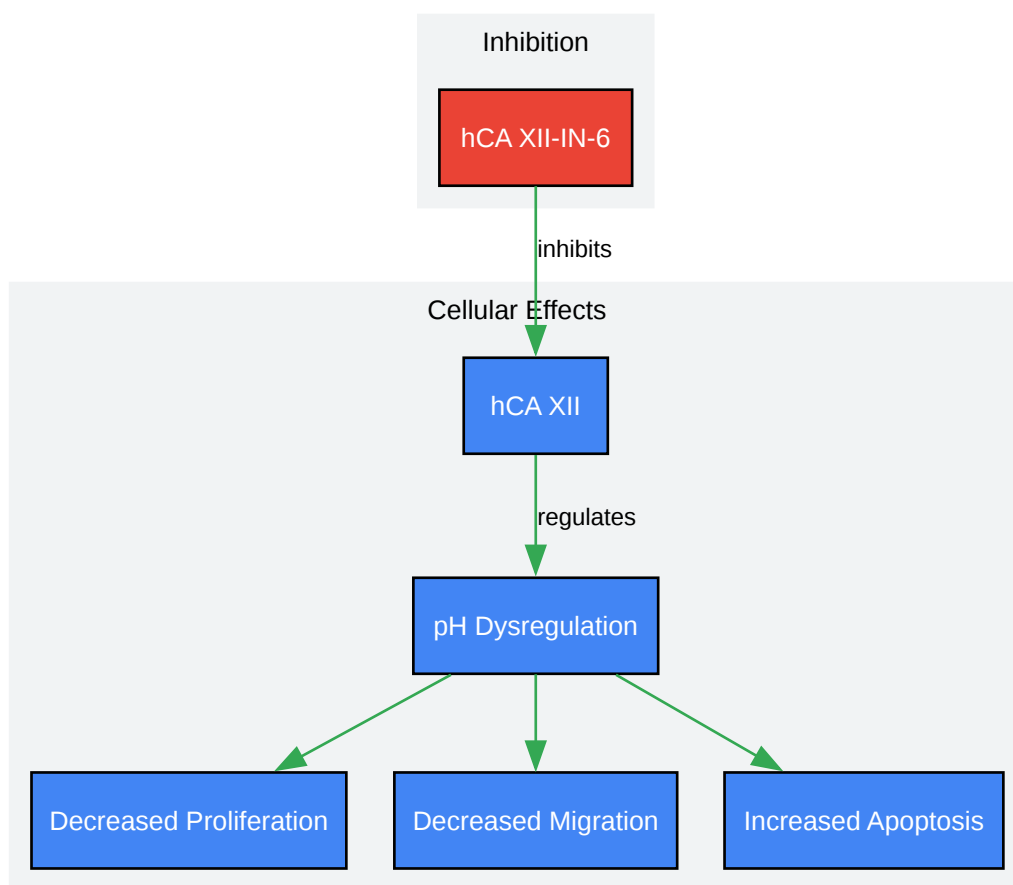 Inhibition
hCA XII-IN-6
inhibits
Cellular Effects
hCA XII
regulates
pH Dysregulation
Decreased Proliferation
Decreased Migration
Increased Apoptosis